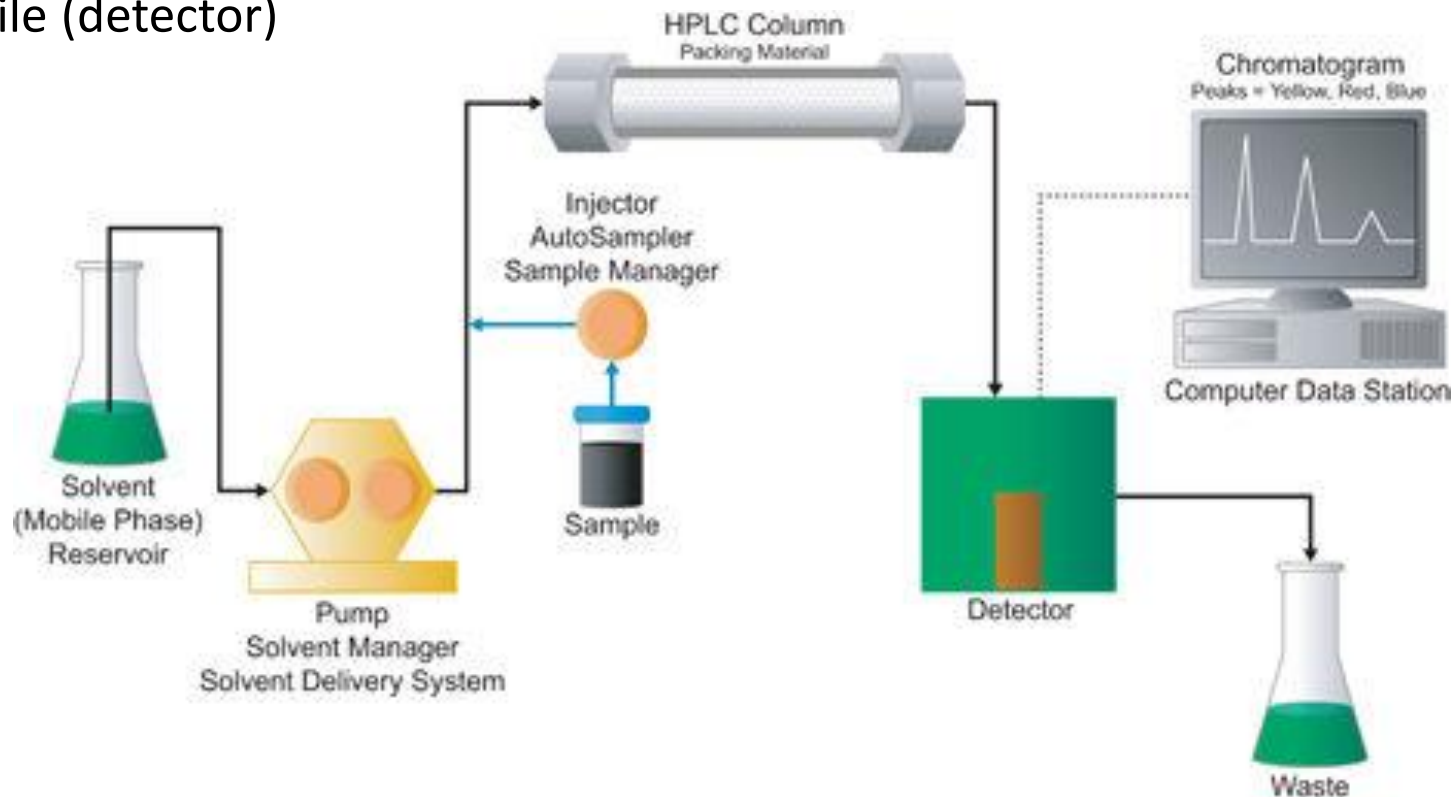 ile (detector)
HPLC Column
Packing Material
Chromatogram
Peaks = Yellow, Red, Blue
Injector
AutoSampler
Sample Manager
Computer Data Station
Solvent
(Mobile Phase)
Reservoir
Sample
Pump
Solvent Manager
Solvent Delivery System
Detector
Waste